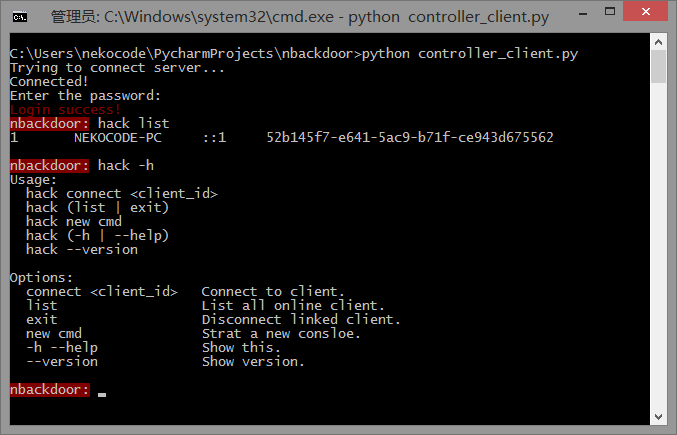 管理员: C:\Windows\system32\cmd.exe - python  controller_client.py
C:\Users\nekocode\PycharmProjects\nbackdoor>python controller_client.py
Trying to connect server...
Connected!
Enter the password:
Login success!
nbackdoor: hack list
1       NEKOCODE-PC     ::1     52b145f7-e641-5ac9-b71f-ce943d675562
nbackdoor: hack -h
Usage:
  hack connect <client_id>
  hack (list | exit)
  hack new cmd
  hack (-h | --help)
  hack --version
Options:
  connect <client_id>   Connect to client.
  list                  List all online client.
  exit                  Disconnect linked client.
  new cmd               Strat a new consloe.
  -h --help             Show this.
  --version             Show version.
nbackdoor: